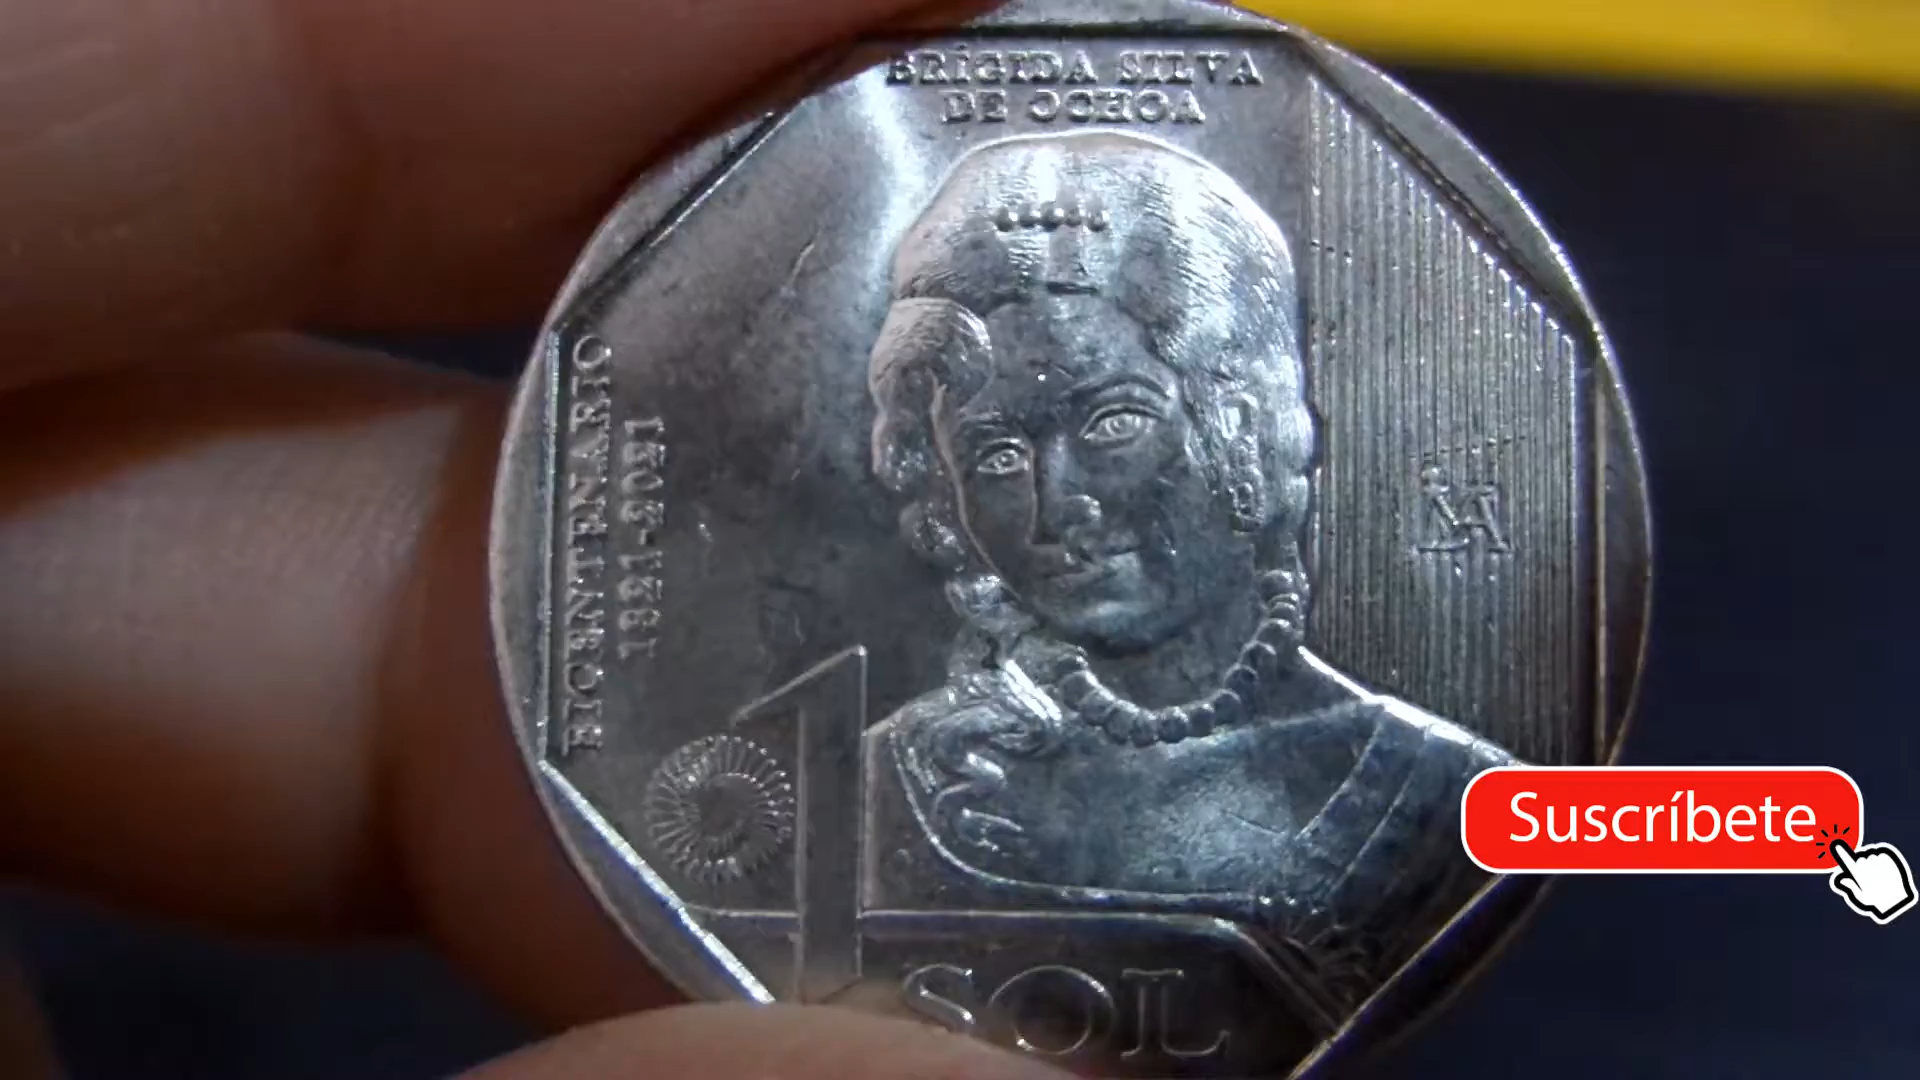 BRÍGIDA SILVA
DE OCHOA
BICENTENARIO
1821-2021
1
SOL
Suscríbete